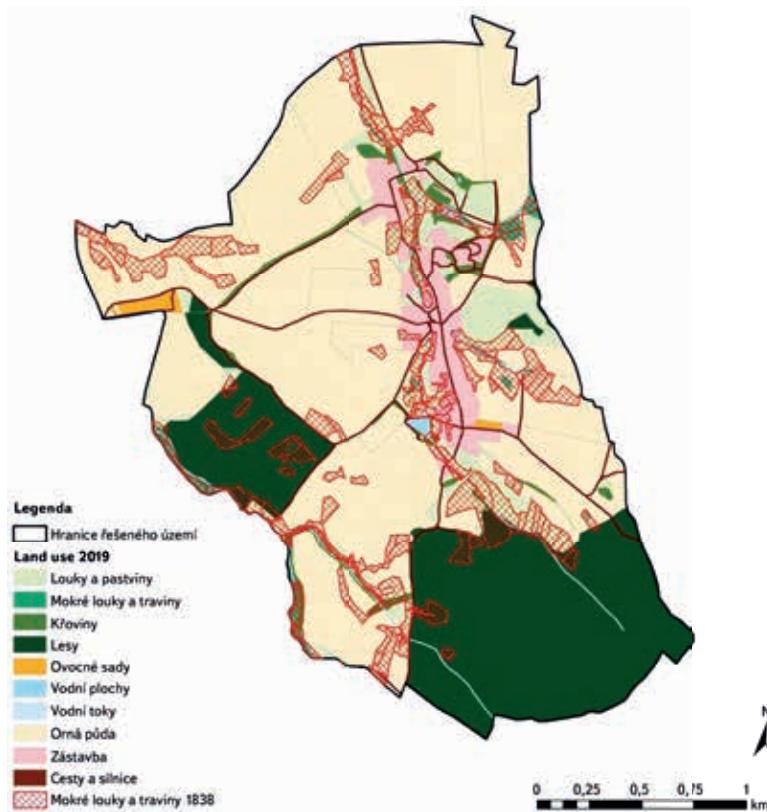 Legenda
Hranice řešeného území
Land use 2019
Louky a pastviny
Mokré louky a traviny
Křoviny
Lesy
Ovocné sady
Vodní plochy
Vodní toky
Orná půda
Zástavba
Cesty a silnice
Mokré louky a traviny 1838
N
0 0,25 0,5 0,75 1
km